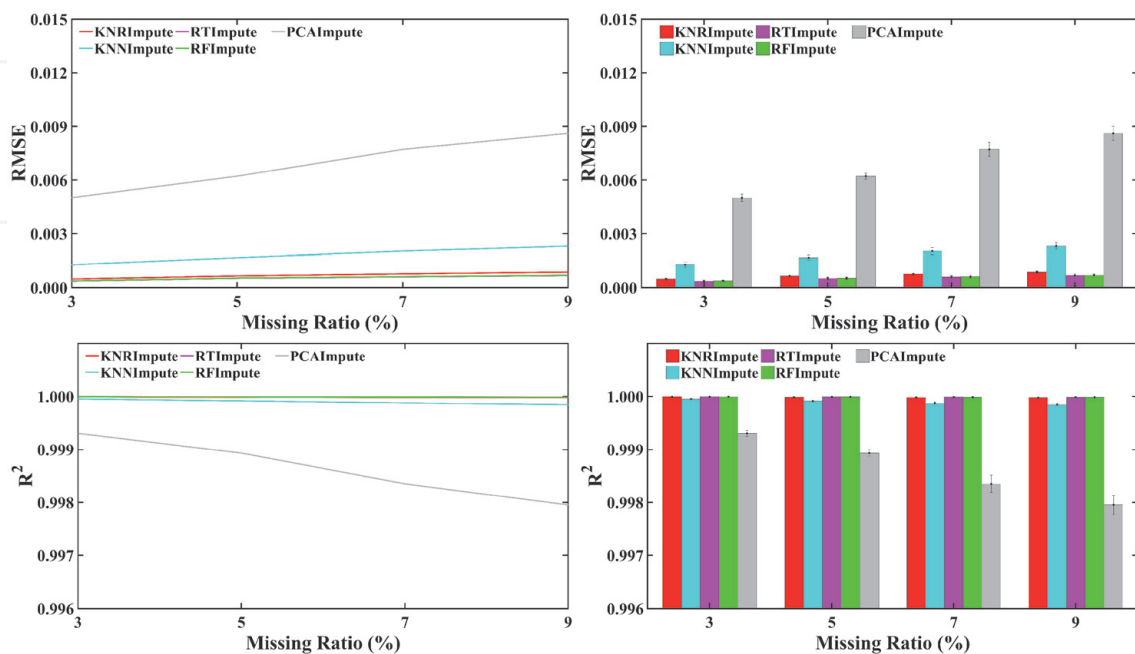 KNRImpute RTImpute PCAImpute
KNNImpute RFImpute
0.015
0.012
0.009
0.006
0.003
0.000
RMSE
3 5 7 9
Missing Ratio (%)
KNRImpute RTImpute PCAImpute
KNNImpute RFImpute
0.015
0.012
0.009
0.006
0.003
0.000
RMSE
3 5 7 9
Missing Ratio (%)
KNRImpute RTImpute PCAImpute
KNNImpute RFImpute
1.000
0.999
0.998
0.997
0.996
R²
3 5 7 9
Missing Ratio (%)
KNRImpute RTImpute PCAImpute
KNNImpute RFImpute
1.000
0.999
0.998
0.997
0.996
R²
3 5 7 9
Missing Ratio (%)